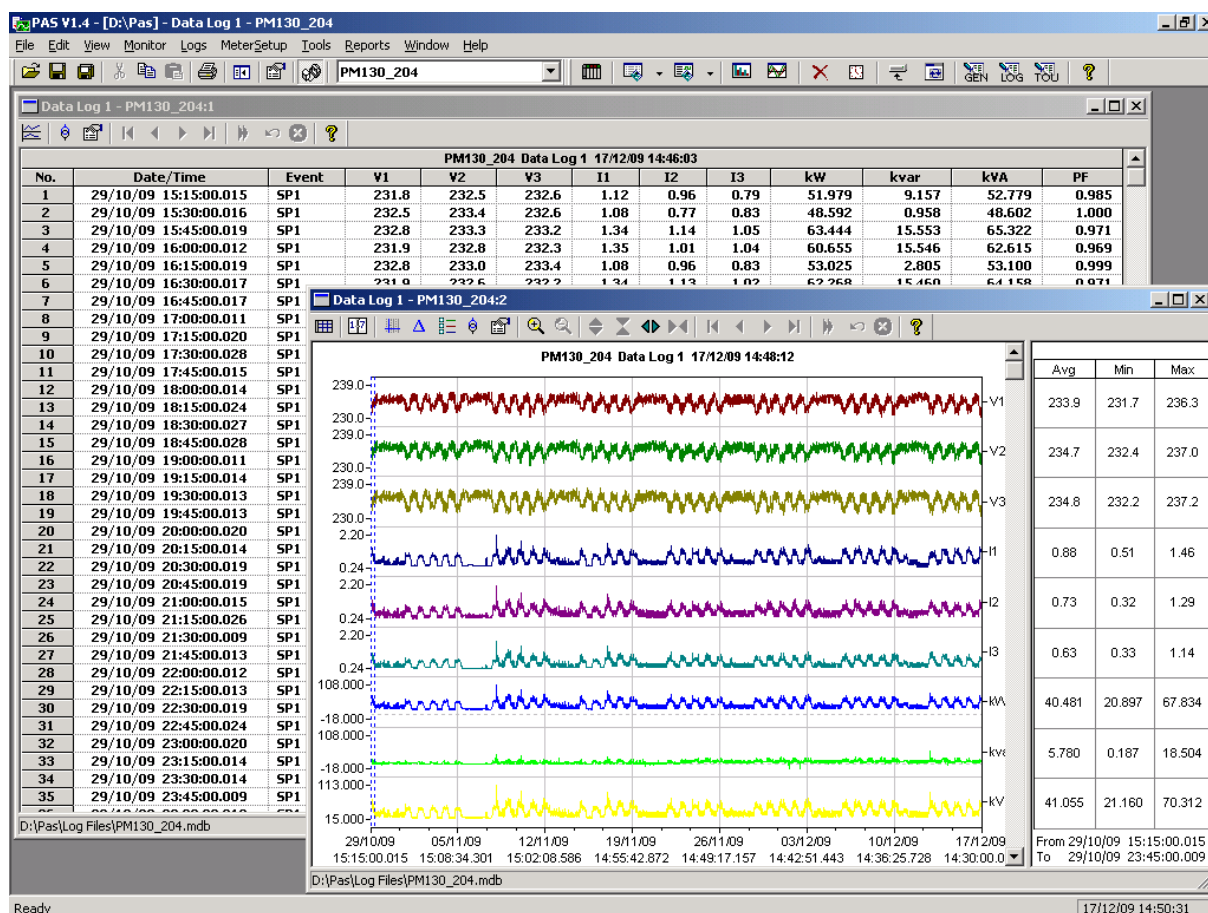 PAS V1.4 - [D:\Pas] - Data Log 1 - PM130_204
File Edit View Monitor Logs MeterSetup Tools Reports Window Help
PM130_204
GEN LOG TOU
Data Log 1 - PM130_204:1
PM130_204 Data Log 1 17/12/09 14:46:03
No. Date/Time Event V1 V2 V3 I1 I2 I3 kW kvar kVA PF
1 29/10/09 15:15:00.015 SP1 231.8 232.5 232.6 1.12 0.96 0.79 51.979 9.157 52.779 0.985
2 29/10/09 15:30:00.016 SP1 232.5 233.4 232.6 1.08 0.77 0.83 48.592 0.958 48.602 1.000
3 29/10/09 15:45:00.019 SP1 232.8 233.3 233.2 1.34 1.14 1.05 63.444 15.553 65.322 0.971
4 29/10/09 16:00:00.012 SP1 231.9 232.8 232.3 1.35 1.01 1.04 60.655 15.546 62.615 0.969
5 29/10/09 16:15:00.019 SP1 232.8 233.0 233.4 1.08 0.96 0.83 53.025 2.805 53.100 0.999
6 29/10/09 16:30:00.017 SP1 231.9 232.6 232.2 1.34 1.13 1.02 62.268 15.460 64.158 0.971
7 29/10/09 16:45:00.017 SP1
8 29/10/09 17:00:00.011 SP1
9 29/10/09 17:15:00.020 SP1
10 29/10/09 17:30:00.028 SP1
11 29/10/09 17:45:00.015 SP1
12 29/10/09 18:00:00.014 SP1
13 29/10/09 18:15:00.024 SP1
14 29/10/09 18:30:00.027 SP1
15 29/10/09 18:45:00.028 SP1
16 29/10/09 19:00:00.011 SP1
17 29/10/09 19:15:00.014 SP1
18 29/10/09 19:30:00.013 SP1
19 29/10/09 19:45:00.013 SP1
20 29/10/09 20:00:00.020 SP1
21 29/10/09 20:15:00.014 SP1
22 29/10/09 20:30:00.019 SP1
23 29/10/09 20:45:00.019 SP1
24 29/10/09 21:00:00.015 SP1
25 29/10/09 21:15:00.026 SP1
26 29/10/09 21:30:00.009 SP1
27 29/10/09 21:45:00.013 SP1
28 29/10/09 22:00:00.012 SP1
29 29/10/09 22:15:00.013 SP1
30 29/10/09 22:30:00.019 SP1
31 29/10/09 22:45:00.024 SP1
32 29/10/09 23:00:00.020 SP1
33 29/10/09 23:15:00.014 SP1
34 29/10/09 23:30:00.014 SP1
35 29/10/09 23:45:00.009 SP1
D:\Pas\Log Files\PM130_204.mdb
Data Log 1 - PM130_204:2
PM130_204 Data Log 1 17/12/09 14:48:12
Avg Min Max
239.0
230.0
V1
233.9 231.7 236.3
239.0
230.0
V2
234.7 232.4 237.0
239.0
230.0
V3
234.8 232.2 237.2
2.20
0.24
I1
0.88 0.51 1.46
2.20
0.24
I2
0.73 0.32 1.29
2.20
0.24
I3
0.63 0.33 1.14
108.000
-18.000
kW
40.481 20.897 67.834
108.000
-18.000
kva
5.780 0.187 18.504
113.000
15.000
kV
41.055 21.160 70.312
29/10/09 05/11/09 12/11/09 19/11/09 26/11/09 03/12/09 10/12/09 17/12/09
15:15:00.015 15:08:34.301 15:02:08.586 14:55:42.872 14:49:17.157 14:42:51.443 14:36:25.728 14:30:00.0
From 29/10/09 15:15:00.015
To 29/10/09 23:45:00.009
D:\Pas\Log Files\PM130_204.mdb
Ready
17/12/09 14:50:31